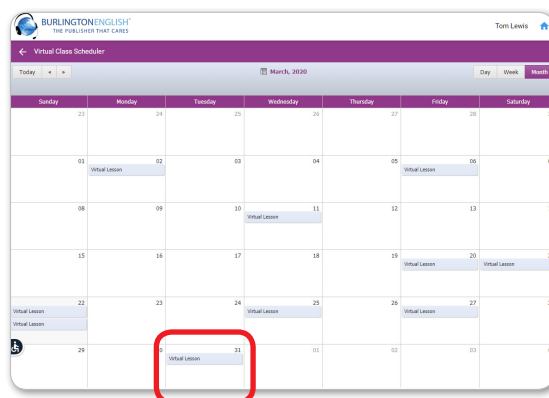 BURLINGTONENGLISH®
THE PUBLISHER THAT CARES
Tom Lewis
Virtual Class Scheduler
Today
March, 2020
Day Week Month
Sunday Monday Tuesday Wednesday Thursday Friday Saturday
23 24 25 26 27 28
01 02 03 04 05 06
Virtual Lesson Virtual Lesson
08 09 10 11 12 13
Virtual Lesson
15 16 17 18 19 20
Virtual Lesson Virtual Lesson
22 23 24 25 26 27
Virtual Lesson Virtual Lesson Virtual Lesson
Virtual Lesson
29 31 01 02 03
Virtual Lesson